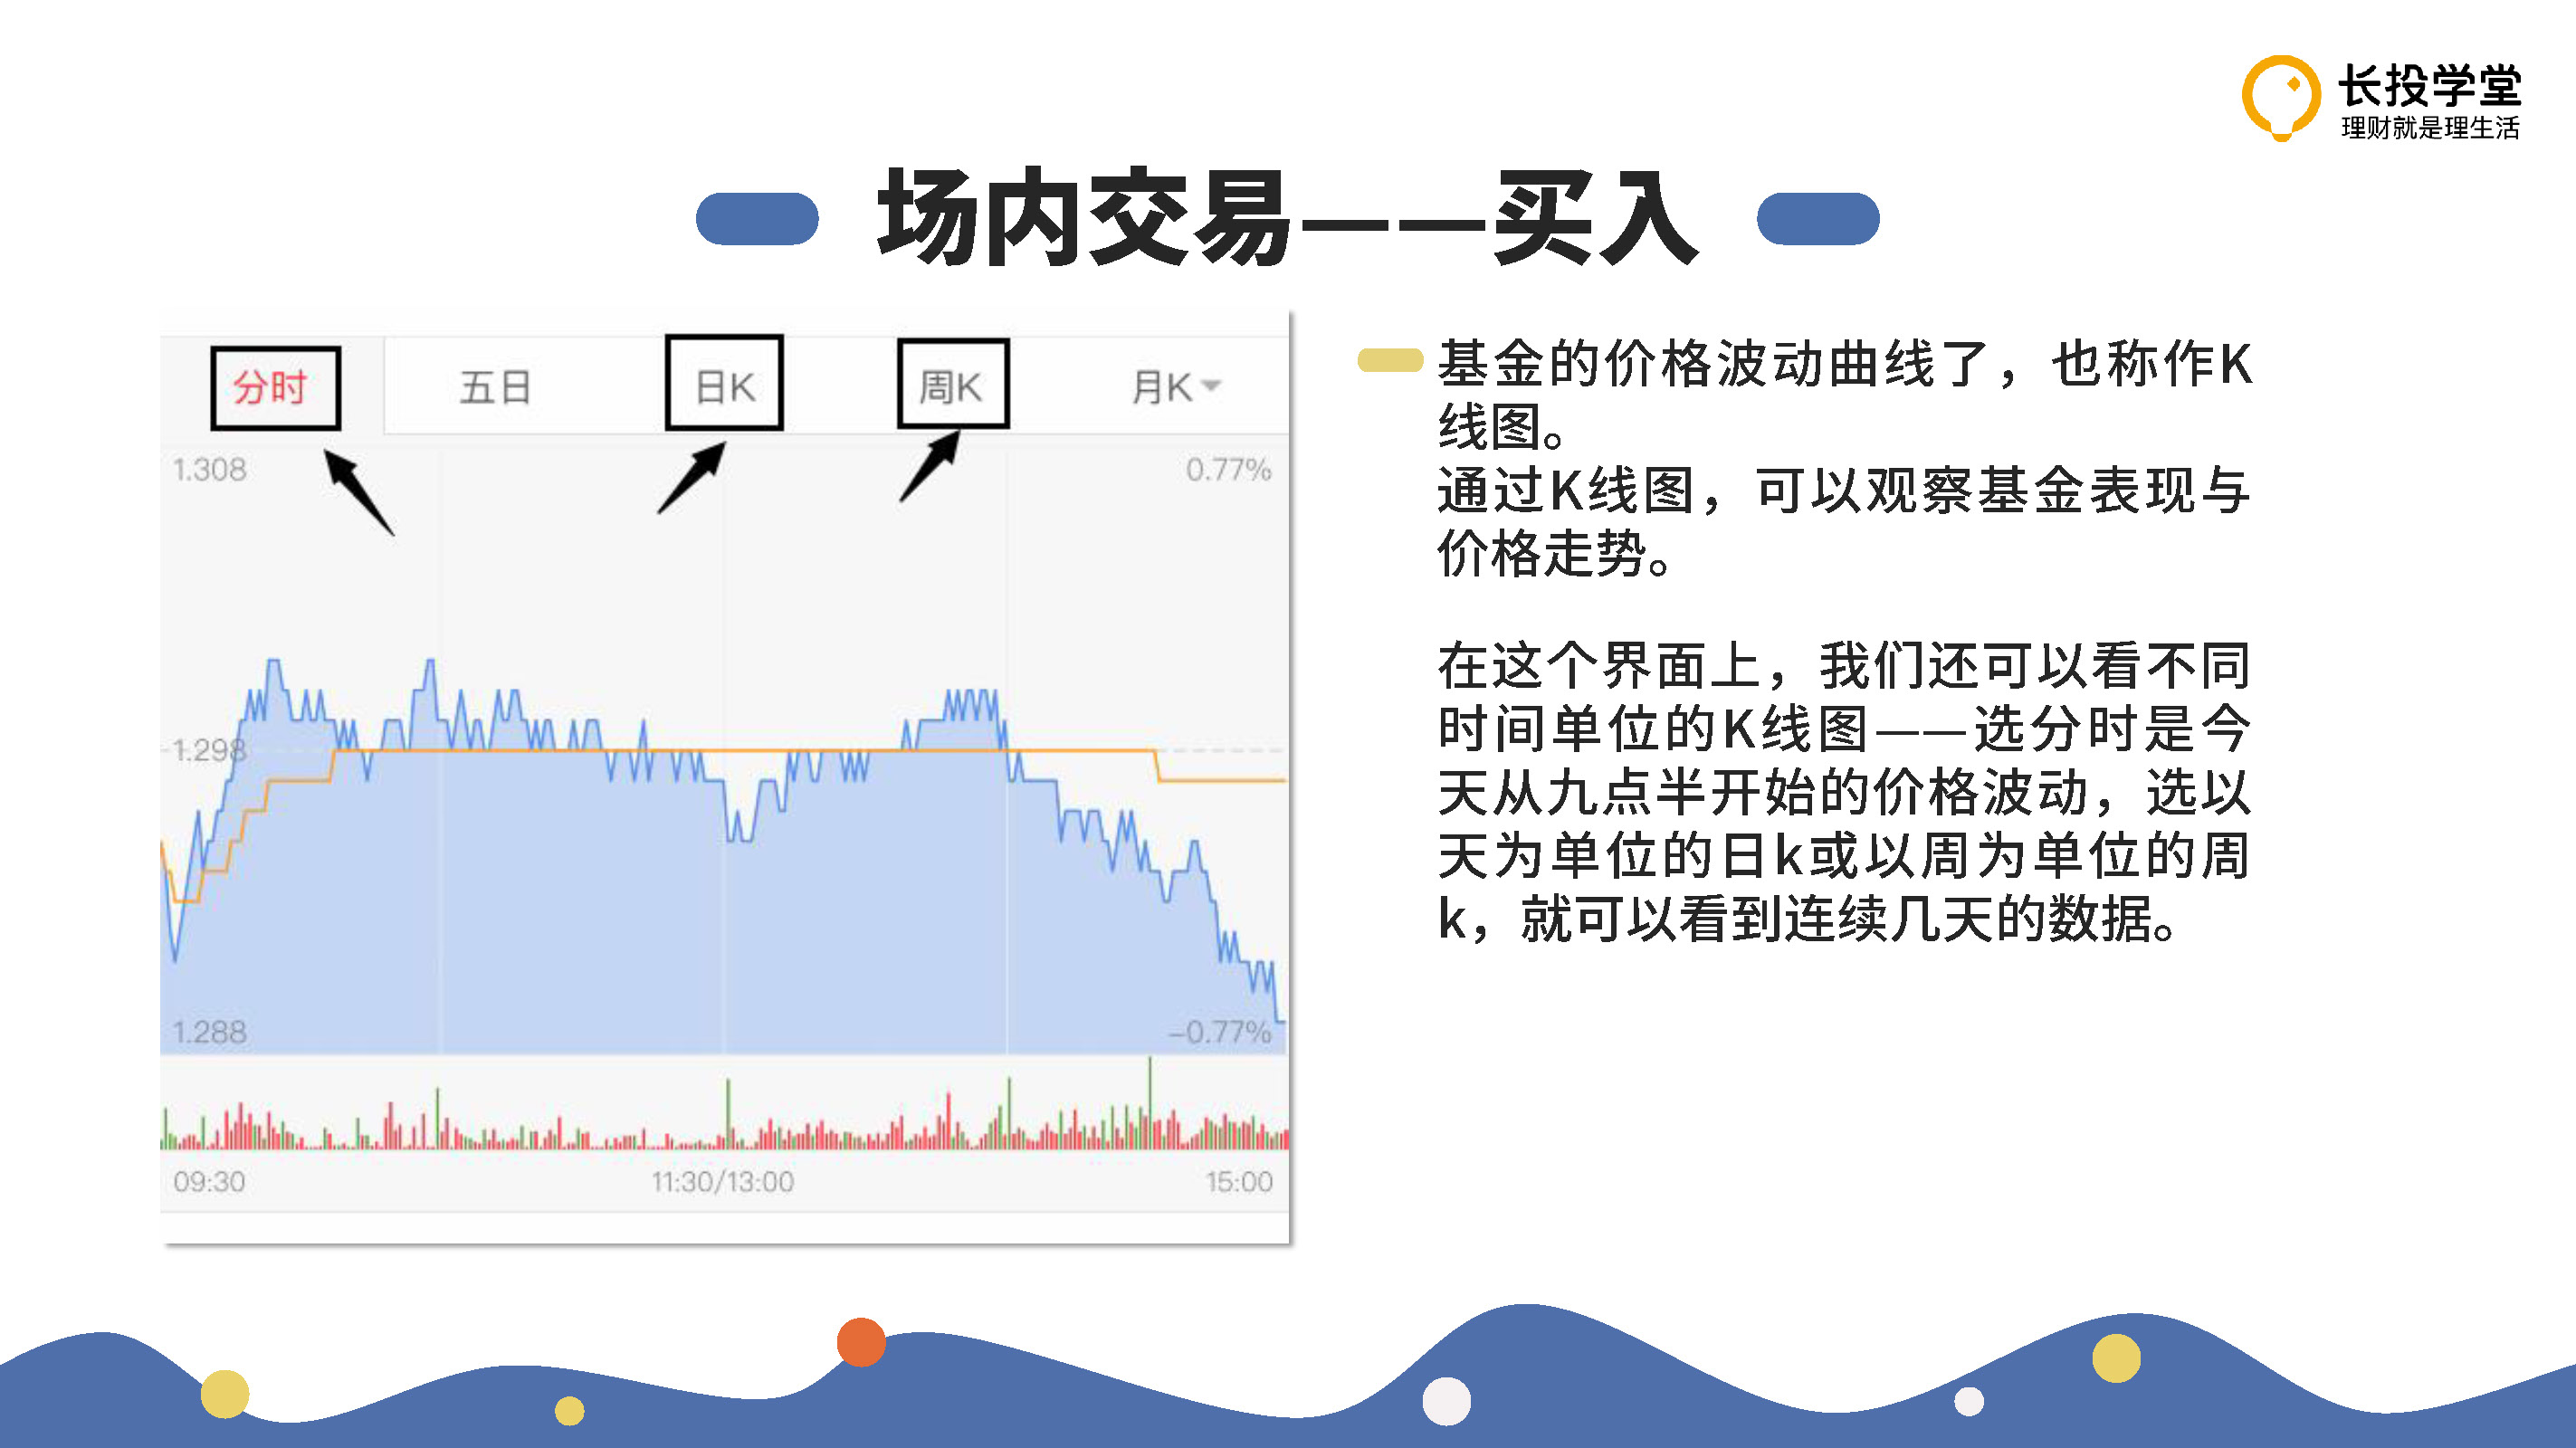 长投学堂
理财就是理生活
场内交易——买入
分时 五日 日K 周K 月K
1.308 0.77%
1.298
1.288 -0.77%
09:30 11:30/13:00 15:00
基金的价格波动曲线了，也称作K
线图。
通过K线图，可以观察基金表现与
价格走势。
在这个界面上，我们还可以看不同
时间单位的K线图——选分时是今
天从九点半开始的价格波动，选以
天为单位的日k或以周为单位的周
k，就可以看到连续几天的数据。